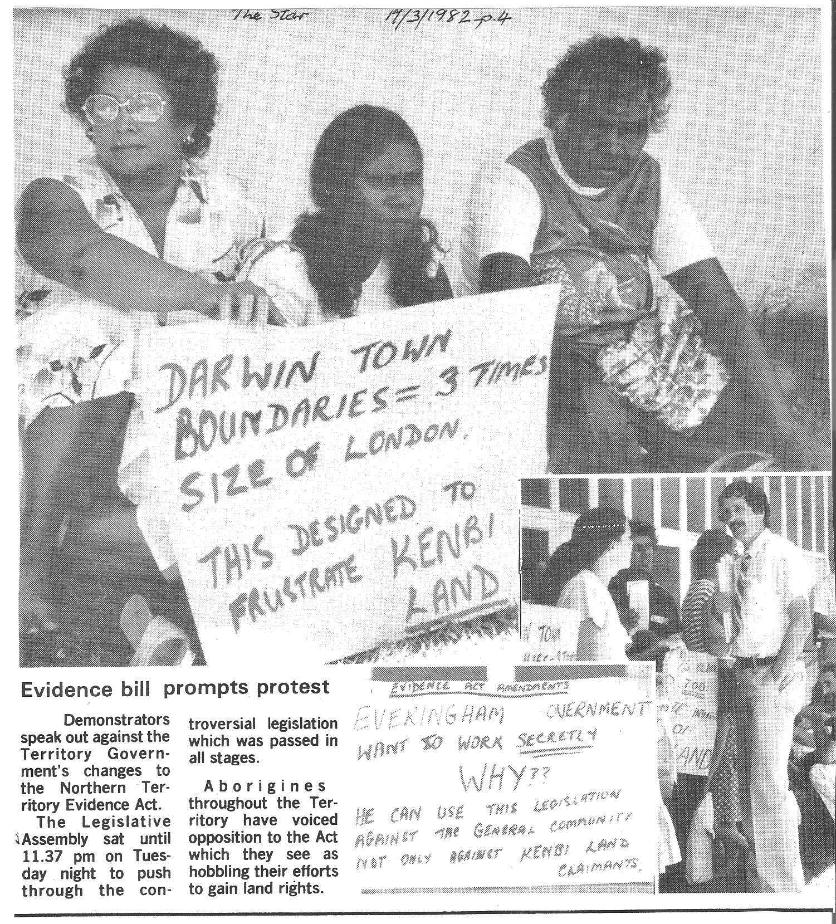 The Star 17/3/1982 p.4
DARWIN TOWN
BOUNDARIES = 3 TIMES
SIZE OF LONDON.
THIS DESIGNED TO
FRUSTRATE KENBI
LAND
Evidence bill prompts protest
Demonstrators
speak out against the
Territory Govern-
ment's changes to
the Northern Ter-
ritory Evidence Act.
The Legislative
Assembly sat until
11.37 pm on Tues-
day night to push
through the con-
troversial legislation
which was passed in
all stages.
Aborigines
throughout the Ter-
ritory have voiced
opposition to the Act
which they see as
hobbling their efforts
to gain land rights.
EVIDENCE ACT AMENDMENTS
EVERINGHAM OVERNMENT
WANT TO WORK SECRETLY
WHY??
HE CAN USE THIS LEGISLATION
AGAINST THE GENERAL COMMUNITY
NOT ONLY AGAINST KENBI LAND
CLAIMANTS.
TOW
OF
LAND